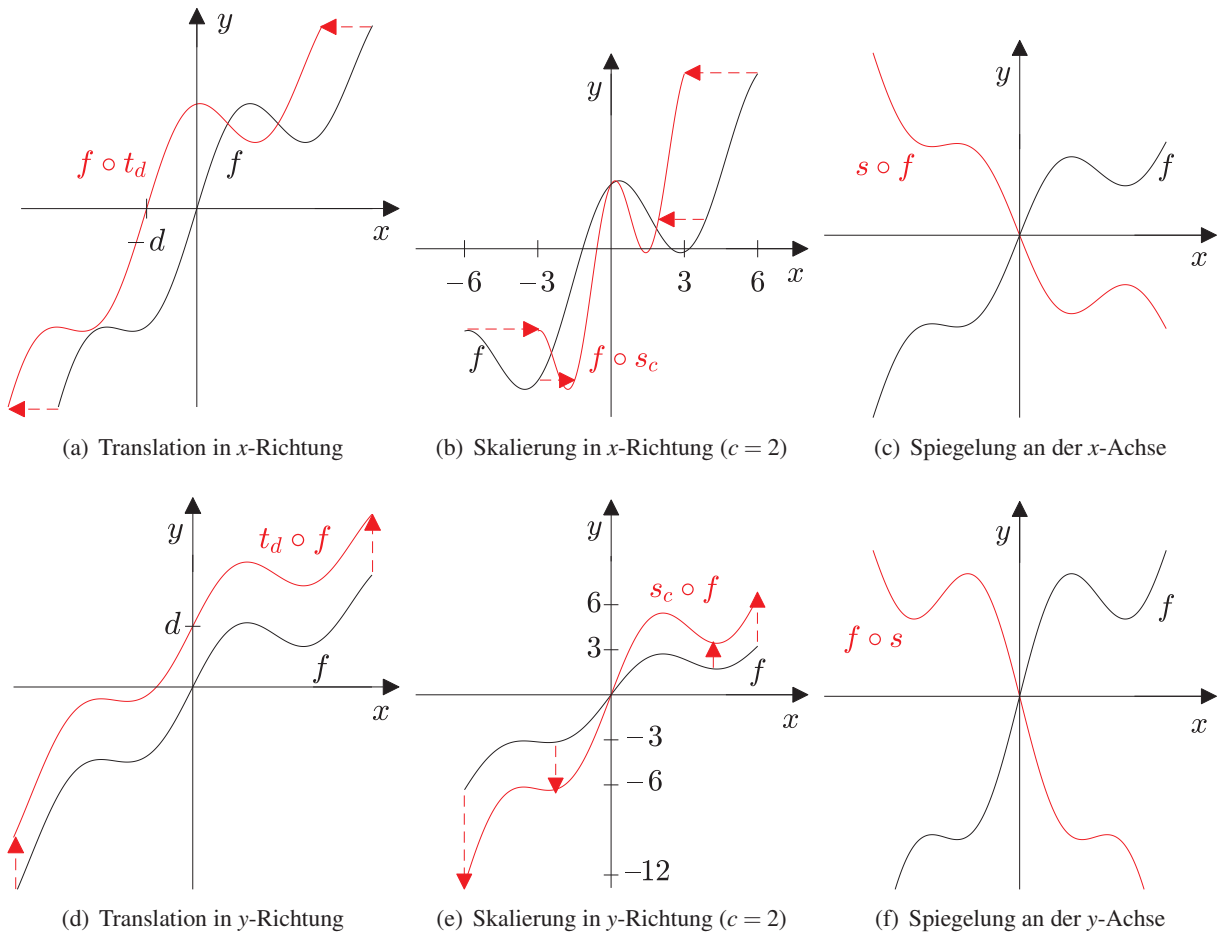 y
f ∘ t_d
f
−d
x
(a) Translation in x-Richtung
y
−6
−3
3
6
x
f
f ∘ s_c
(b) Skalierung in x-Richtung (c = 2)
y
s ∘ f
f
x
(c) Spiegelung an der x-Achse
y
t_d ∘ f
d
f
x
(d) Translation in y-Richtung
y
s_c ∘ f
6
3
f
x
−3
−6
−12
(e) Skalierung in y-Richtung (c = 2)
y
f
f ∘ s
x
(f) Spiegelung an der y-Achse